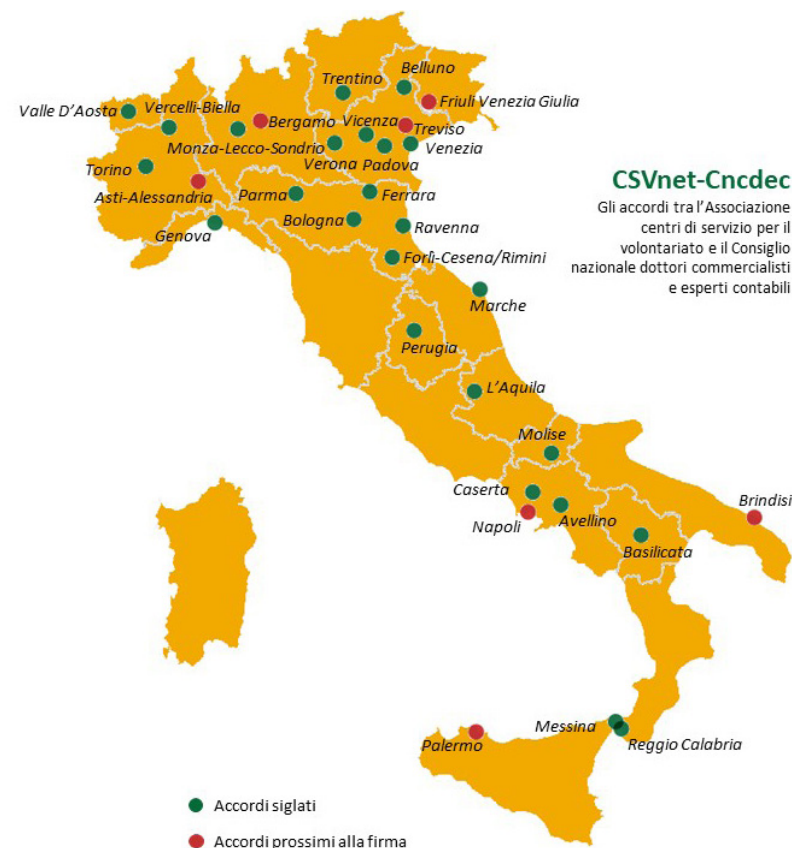 Belluno
Trentino
Friuli Venezia Giulia
Valle D'Aosta
Vercelli-Biella
Bergamo
Vicenza
Treviso
Monza-Lecco-Sondrio
Venezia
Verona
Padova
Torino
Asti-Alessandria
Parma
Ferrara
Bologna
Ravenna
Genova
Forlì-Cesena/Rimini
CSVnet-Cncdec
Gli accordi tra l'Associazione
centri di servizio per il
volontariato e il Consiglio
nazionale dottori commercialisti
e esperti contabili
Marche
Perugia
L'Aquila
Molise
Caserta
Napoli
Avellino
Brindisi
Basilicata
Messina
Palermo
Reggio Calabria
Accordi siglati
Accordi prossimi alla firma